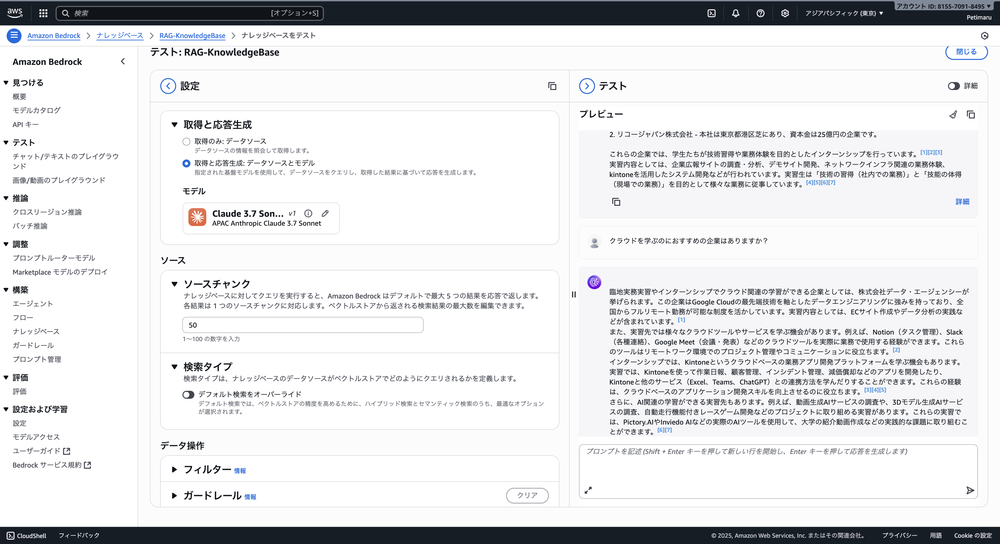 aws
検索
[オプション+S]
アジアパシフィック (東京) ▼
アカウント ID: 8155-7091-8495 ▼
Petimaru
Amazon Bedrock
ナレッジベース
RAG-KnowledgeBase
ナレッジベースをテスト
Amazon Bedrock
見つける
概要
モデルカタログ
API キー
テスト
チャット/テキストのプレイグラウ
ンド
画像/動画のプレイグラウンド
推論
クロスリージョン推論
バッチ推論
調整
プロンプトルーターモデル
Marketplace モデルのデプロイ
構築
エージェント
フロー
ナレッジベース
ガードレール
プロンプト管理
評価
評価
設定および学習
設定
モデルアクセス
ユーザーガイド
Bedrock サービス規約
テスト: RAG-KnowledgeBase
閉じる
設定
取得と応答生成
取得のみ: データソース
データソースの情報を照会して取得します。
取得と応答生成: データソースとモデル
指定された基盤モデルを使用して、データソースをクエリし、取得した結果に基づいて応答を生成します。
モデル
Claude 3.7 Son... v1
APAC Anthropic Claude 3.7 Sonnet
ソース
ソースチャンク
ナレッジベースに対してクエリを実行すると、Amazon Bedrock はデフォルトで最大 5 つの結果を応答で返します。
各結果は 1 つのソースチャンクに対応します。ベクトルストアから返される検索結果の最大数を編集できます。
50
1〜100 の数字を入力
検索タイプ
検索タイプは、ナレッジベースのデータソースがベクトルストアでどのようにクエリされるかを定義します。
デフォルト検索をオーバーライド
デフォルト検索では、ベクトルストアの精度を高めるために、ハイブリッド検索とセマンティック検索のうち、最適なオプション
が選択されます。
データ操作
フィルター 情報
ガードレール 情報
クリア
テスト
詳細
プレビュー
2. リコージャパン株式会社 - 本社は東京都港区芝にあり、資本金は25億円の企業です。
これらの企業では、学生たちが技術習得や業務体験を目的としたインターンシップを行っています。[1][2][3]
実習内容としては、企業広報サイトの調査・分析、デモサイト開発、ネットワークインフラ関連の業務体験、
kintoneを活用したシステム開発などが行われています。実習生は「技術の習得（社内での業務）」と「技能の体得
（現場での業務）」を目的として様々な業務に従事しています。[4][5][6][7]
詳細
クラウドを学ぶのにおすすめの企業はありますか？
臨地実務実習やインターンシップでクラウド関連の学習ができる企業としては、株式会社データ・エージェンシーが
挙げられます。この企業はGoogle Cloudの最先端技術を軸としたデータエンジニアリングに強みを持っており、全
国からフルリモート勤務が可能な制度を活かしています。実習内容としては、ECサイト作成やデータ分析の実践な
どが含まれています。[1]
また、実習先では様々なクラウドツールやサービスを学ぶ機会があります。例えば、Notion（タスク管理）、Slack
（各種連絡）、Google Meet（会議・発表）などのクラウドツールを実際に業務で使用する経験ができます。これら
のツールはリモートワーク環境でのプロジェクト管理やコミュニケーションに役立ちます。[2]
インターンシップでは、Kintoneというクラウドベースの業務アプリ開発プラットフォームを学ぶ機会もあります。
実習では、Kintoneを使って作業日報、顧客管理、インシデント管理、減価償却などのアプリを開発したり、
Kintoneと他のサービス（Excel、Teams、ChatGPT）との連携方法を学んだりすることができます。これらの経験
は、クラウドベースのアプリケーション開発スキルを向上させるのに役立ちます。[3][4][5]
さらに、AI関連の学習ができる実習先もあります。例えば、動画生成AIサービスの調査や、3Dモデル生成AIサービ
スの調査、自動走行機能付きレースゲーム開発などのプロジェクトに取り組める実習があります。これらの実習で
は、Pictory.AIやInviedo AIなどの実際のAIツールを使用して、大学の紹介動画作成などの実践的な課題に取り組むこ
とができます。[6][7]
プロンプトを記述 (Shift + Enter キーを押して新しい行を開始し、Enter キーを押して応答を生成します)
CloudShell
フィードバック
© 2025, Amazon Web Services, Inc. またはその関連会社。
プライバシー
用語
Cookie の設定